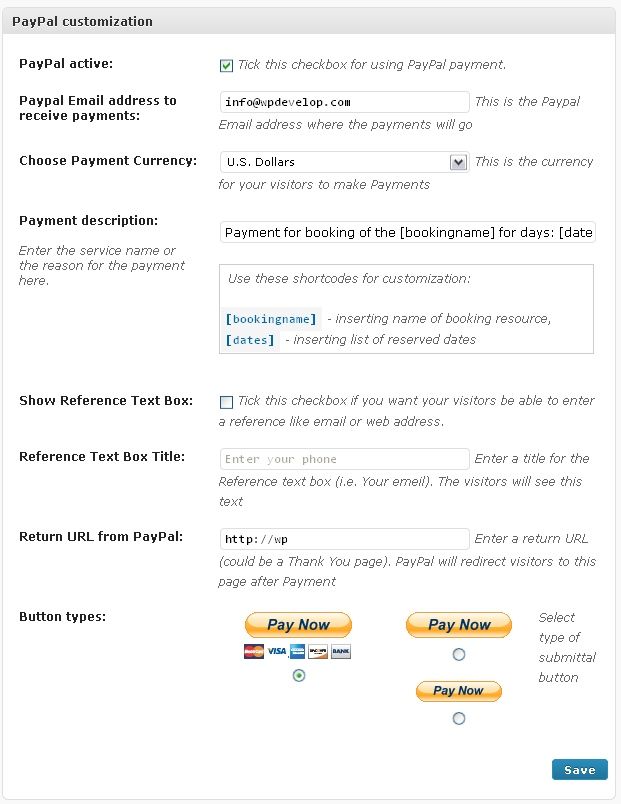 PayPal customization
PayPal active:
Tick this checkbox for using PayPal payment.
Paypal Email address to
receive payments:
info@wpdevelop.com
This is the Paypal
Email address where the payments will go
Choose Payment Currency:
U.S. Dollars
This is the currency
for your visitors to make Payments
Payment description:
Enter the service name or
the reason for the payment
here.
Payment for booking of the [bookingname] for days: [date
Use these shortcodes for customization:
[bookingname] - inserting name of booking resource,
[dates] - inserting list of reserved dates
Show Reference Text Box:
Tick this checkbox if you want your visitors be able to enter
a reference like email or web address.
Reference Text Box Title:
Enter your phone
Enter a title for the
Reference text box (i.e. Your emeil). The visitors will see this
text
Return URL from PayPal:
http://wp
Enter a return URL
(could be a Thank You page). PayPal will redirect visitors to this
page after Payment
Button types:
Pay Now
MasterCard VISA DISCOVER BANK
Pay Now
Pay Now
Select
type of
submittal
button
Save